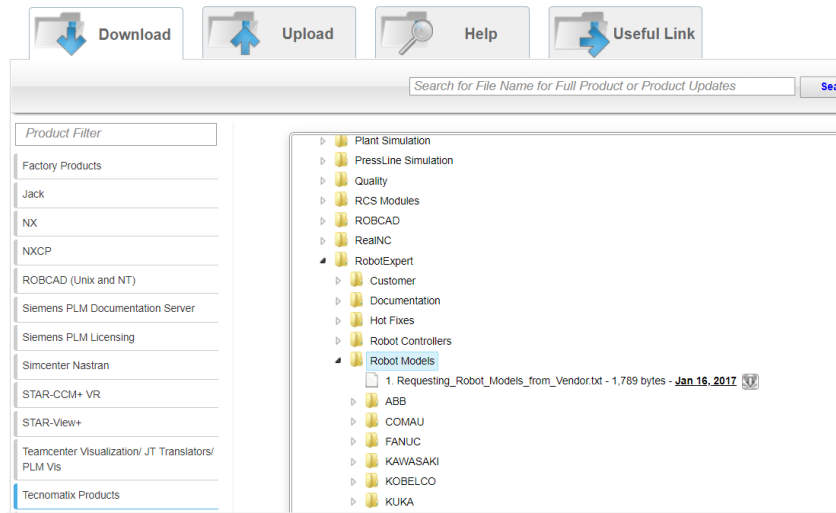 Download
Upload
Help
Useful Link
Search for File Name for Full Product or Product Updates
Product Filter
Factory Products
Jack
NX
NXCP
ROBCAD (Unix and NT)
Siemens PLM Documentation Server
Siemens PLM Licensing
Simcenter Nastran
STAR-CCM+ VR
STAR-View+
Teamcenter Visualization/ JT Translators/
PLM Vis
Tecnomatix Products
Plant Simulation
PressLine Simulation
Quality
RCS Modules
ROBCAD
RealNC
RobotExpert
Customer
Documentation
Hot Fixes
Robot Controllers
Robot Models
1. Requesting_Robot_Models_from_Vendor.txt - 1,789 bytes - Jan 16, 2017
ABB
COMAU
FANUC
KAWASAKI
KOBELCO
KUKA